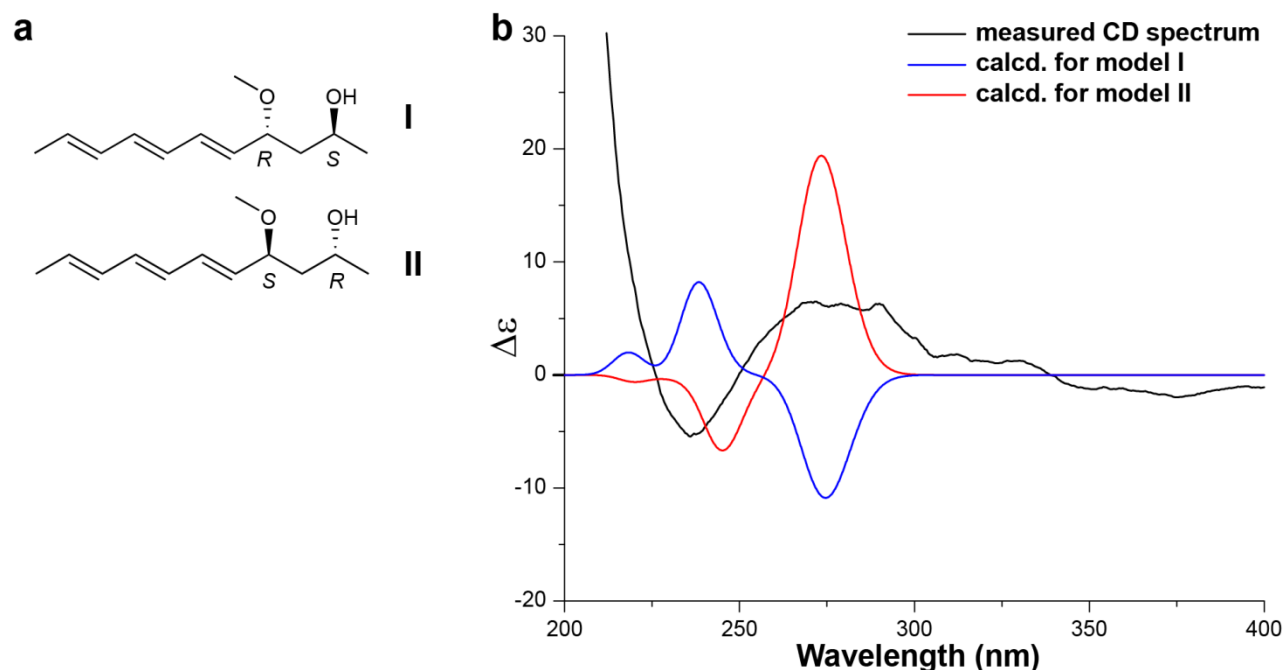 a
O
OH
I
R
S
O
OH
II
S
R
b
measured CD spectrum
calcd. for model I
calcd. for model II
30
20
10
0
-10
-20
Δε
200
250
300
350
400
Wavelength (nm)